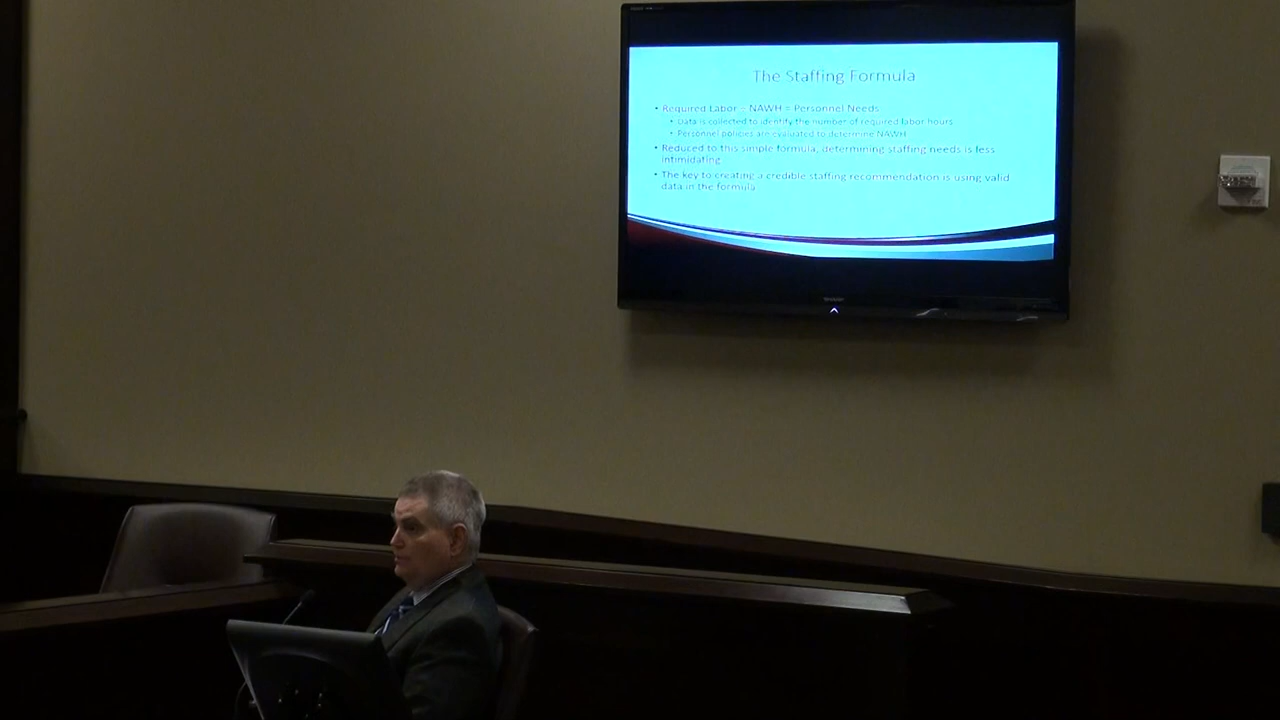 The Staffing Formula
• Required Labor ÷ NAWH = Personnel Needs
• Data is collected to identify the number of required labor hours
• Personnel policies are evaluated to determine NAWH
• Reduced to this simple formula, determining staffing needs is less
intimidating
• The key to creating a credible staffing recommendation is using valid
data in the formula
SHARP